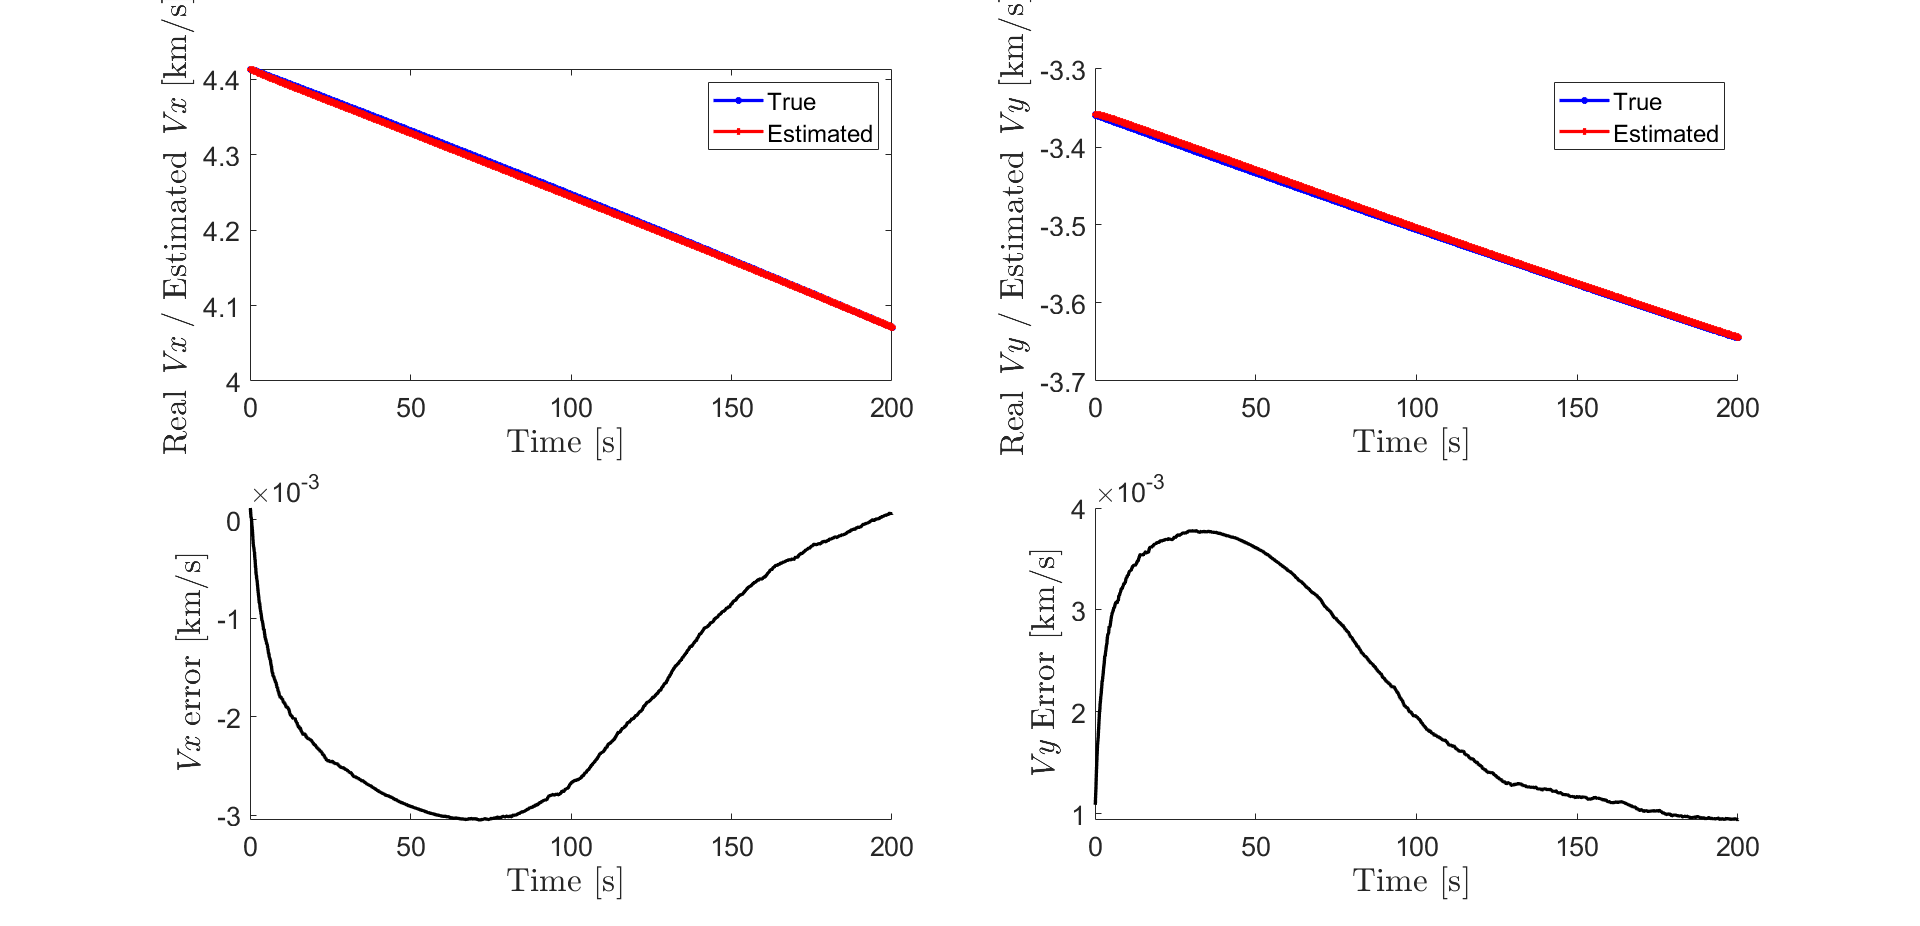 Real Vx / Estimated Vx [km/s]
4.4
4.3
4.2
4.1
4
0 50 100 150 200
Time [s]
True
Estimated
Real Vy / Estimated Vy [km/s]
-3.3
-3.4
-3.5
-3.6
-3.7
0 50 100 150 200
Time [s]
True
Estimated
×10-3
Vx error [km/s]
0
-1
-2
-3
0 50 100 150 200
Time [s]
×10-3
Vy Error [km/s]
4
3
2
1
0 50 100 150 200
Time [s]